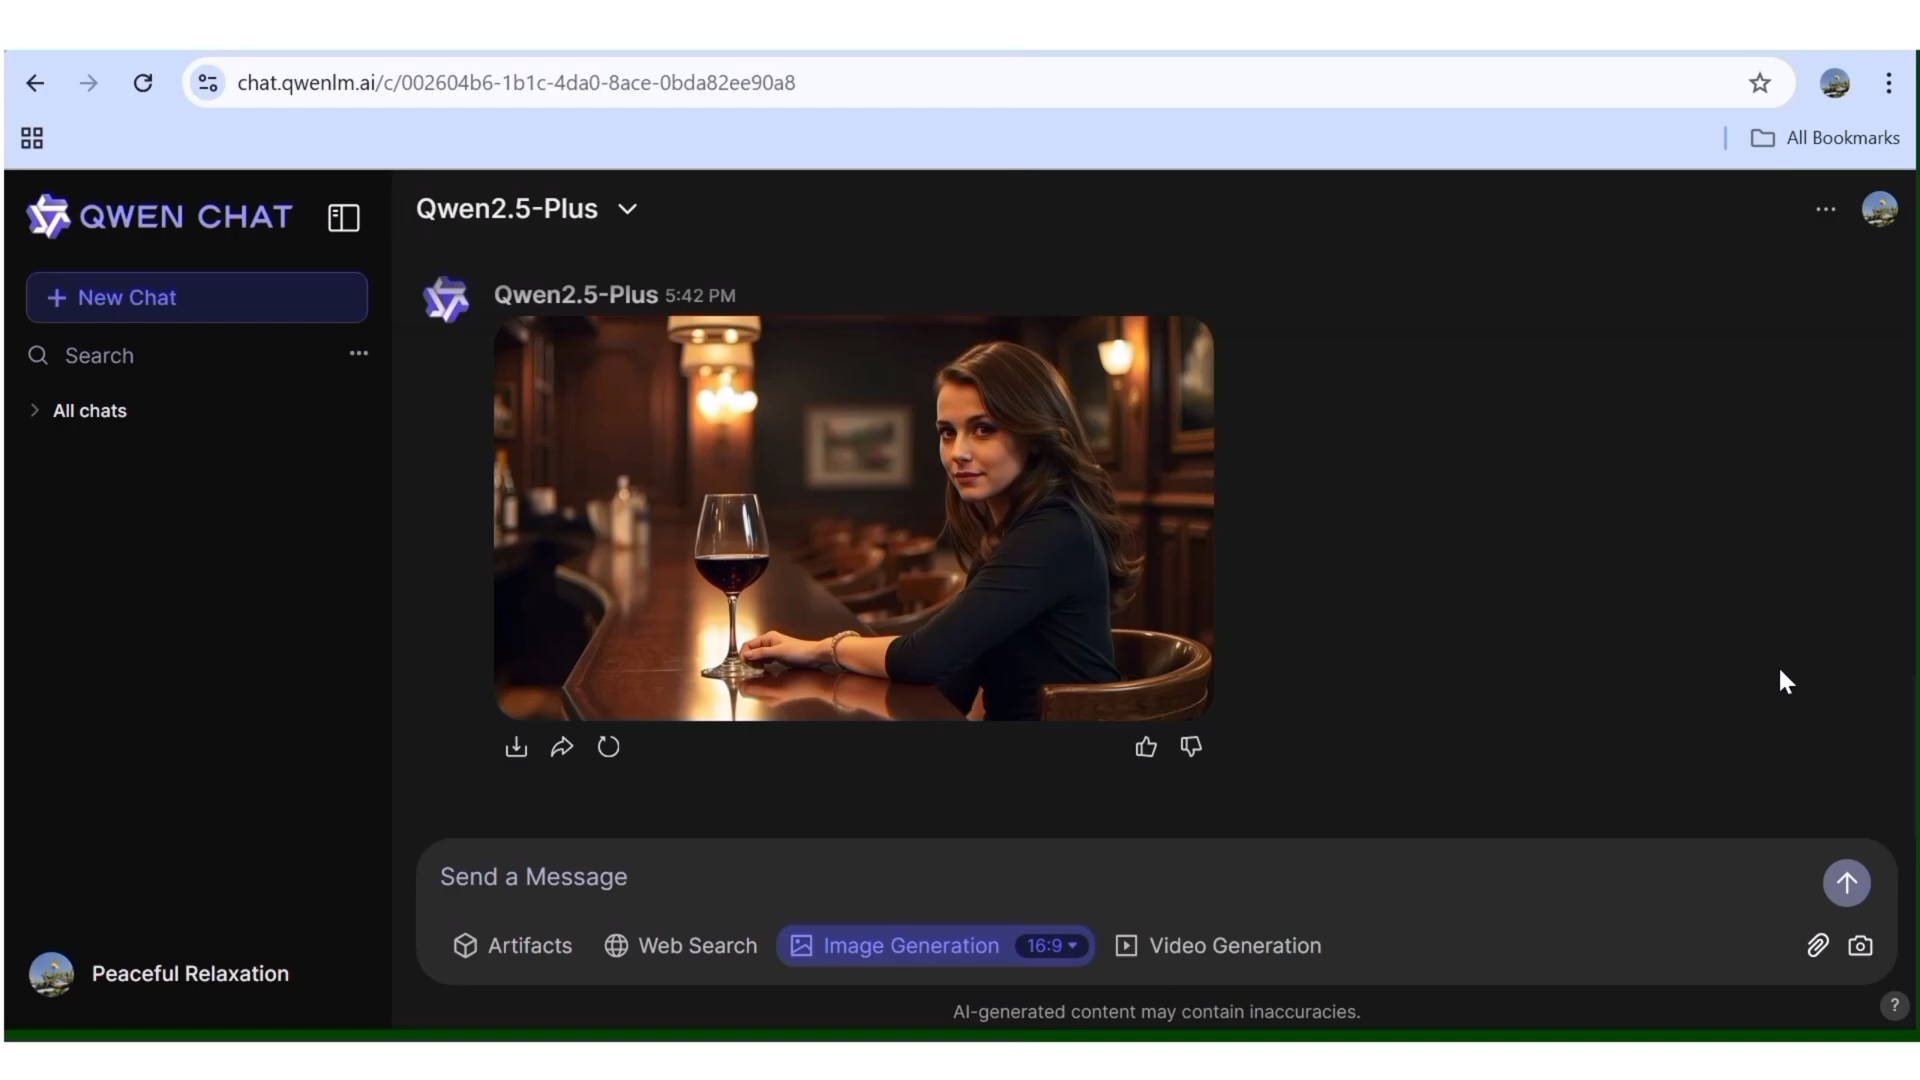 chat.qwenlm.ai/c/002604b6-1b1c-4da0-8ace-0bda82ee90a8
All Bookmarks
QWEN CHAT
Qwen2.5-Plus
New Chat
Qwen2.5-Plus 5:42 PM
Search
All chats
Send a Message
Artifacts Web Search Image Generation 16:9 Video Generation
Peaceful Relaxation
AI-generated content may contain inaccuracies.
?